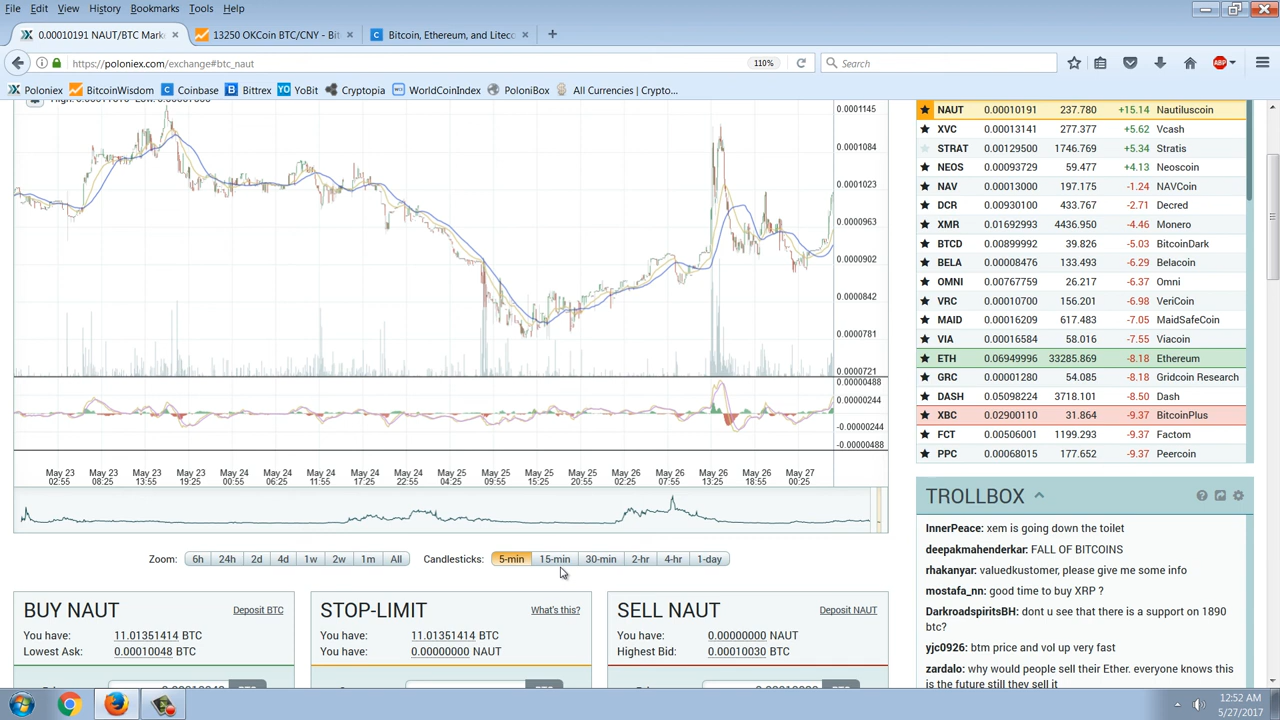 File Edit View History Bookmarks Tools Help
0.00010191 NAUT/BTC Mark × 13250 OKCoin BTC/CNY - Bi × Bitcoin, Ethereum, and Litec × +
https://poloniex.com/exchange#btc_naut 110% Search
Poloniex BitcoinWisdom Coinbase Bittrex YoBit Cryptopia WorldCoinIndex PoloniBox All Currencies | Crypto...
0.0001145
0.0001084
0.0001023
0.0000963
0.0000902
0.0000842
0.0000781
0.0000721
0.00000488
0.00000244
-0.00000244
-0.00000488
May 23 May 23 May 23 May 23 May 24 May 24 May 24 May 24 May 25 May 25 May 25 May 25 May 26 May 26 May 26 May 26 May 26 May 27
02:55 08:25 13:55 19:25 00:55 06:25 11:55 17:25 22:55 04:25 09:55 15:25 20:55 02:25 07:55 13:25 18:55 00:25
Zoom: 6h 24h 2d 4d 1w 2w 1m All Candlesticks: 5-min 15-min 30-min 2-hr 4-hr 1-day
BUY NAUT Deposit BTC
You have: 11.01351414 BTC
Lowest Ask: 0.00010048 BTC
STOP-LIMIT What's this?
You have: 11.01351414 BTC
You have: 0.00000000 NAUT
SELL NAUT Deposit NAUT
You have: 0.00000000 NAUT
Highest Bid: 0.00010030 BTC
NAUT 0.00010191 237.780 +15.14 Nautiluscoin
XVC 0.00013141 277.377 +5.62 Vcash
STRAT 0.00129500 1746.769 +5.34 Stratis
NEOS 0.00093729 59.477 +4.13 Neoscoin
NAV 0.00013000 197.175 -1.24 NAVCoin
DCR 0.00930100 433.767 -2.71 Decred
XMR 0.01692993 4436.950 -4.46 Monero
BTCD 0.00899992 39.826 -5.03 BitcoinDark
BELA 0.00008476 133.493 -6.29 Belacoin
OMNI 0.00767759 26.217 -6.37 Omni
VRC 0.00010700 156.201 -6.98 VeriCoin
MAID 0.00016209 617.483 -7.05 MaidSafeCoin
VIA 0.00016584 58.016 -7.55 Viacoin
ETH 0.06949996 33285.869 -8.18 Ethereum
GRC 0.00001280 54.085 -8.18 Gridcoin Research
DASH 0.05098224 3718.101 -8.50 Dash
XBC 0.02900110 31.864 -9.37 BitcoinPlus
FCT 0.00506001 1199.293 -9.37 Factom
PPC 0.00068015 177.652 -9.37 Peercoin
TROLLBOX
InnerPeace: xem is going down the toilet
deepakmahenderkar: FALL OF BITCOINS
rhakanyar: valuedkustomer, please give me some info
mostafa_nn: good time to buy XRP ?
DarkroadspiritsBH: dont u see that there is a support on 1890
btc?
yjc0926: btm price and vol up very fast
zardalo: why would people sell their Ether. everyone knows this
is the future still they sell it
12:52 AM
5/27/2017